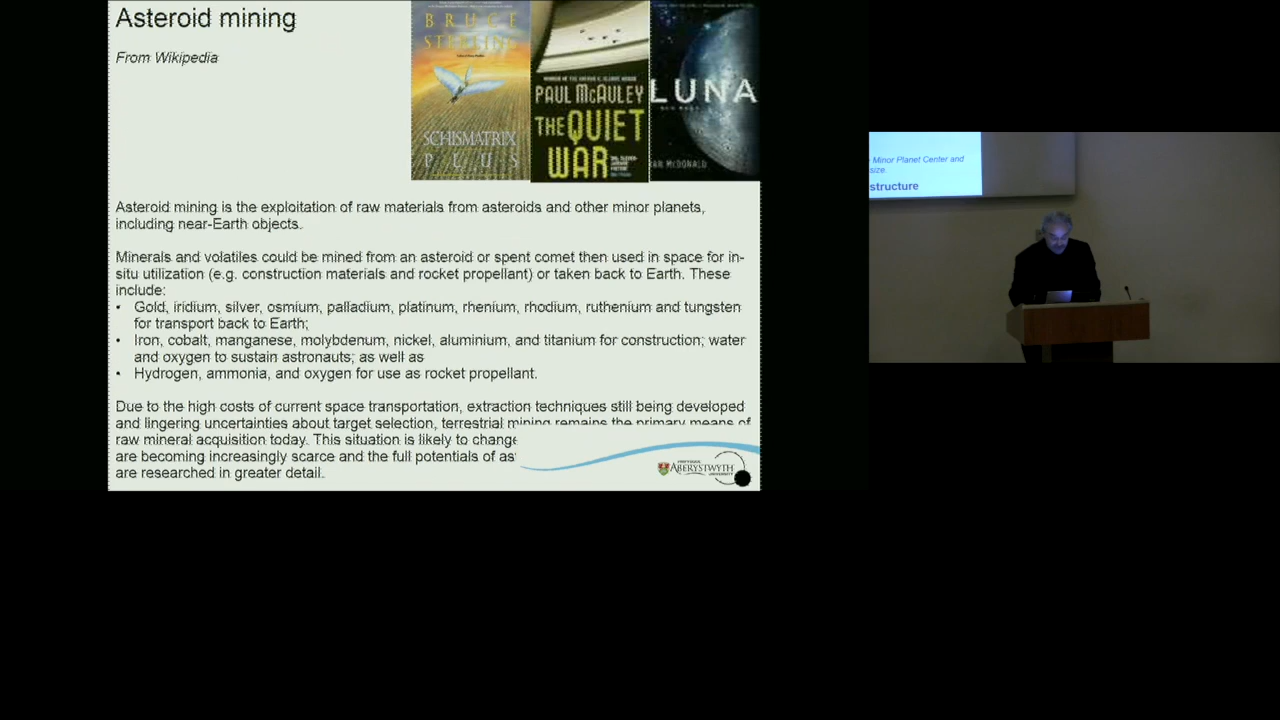 Asteroid mining
From Wikipedia
BRUCE
STERLING
SCHISMATRIX
PLUS
PAUL McAULEY
THE QUIET
WAR
LUNA
McDONALD
Asteroid mining is the exploitation of raw materials from asteroids and other minor planets,
including near-Earth objects.
Minerals and volatiles could be mined from an asteroid or spent comet then used in space for in-
situ utilization (e.g. construction materials and rocket propellant) or taken back to Earth. These
include:
• Gold, iridium, silver, osmium, palladium, platinum, rhenium, rhodium, ruthenium and tungsten
for transport back to Earth;
• Iron, cobalt, manganese, molybdenum, nickel, aluminium, and titanium for construction; water
and oxygen to sustain astronauts; as well as
• Hydrogen, ammonia, and oxygen for use as rocket propellant.
Due to the high costs of current space transportation, extraction techniques still being developed
and lingering uncertainties about target selection, terrestrial mining remains the primary means of
raw mineral acquisition today. This situation is likely to change
are becoming increasingly scarce and the full potentials of as
are researched in greater detail.
ABERYSTWYTH
UNIVERSITY
Minor Planet Center and
size.
structure